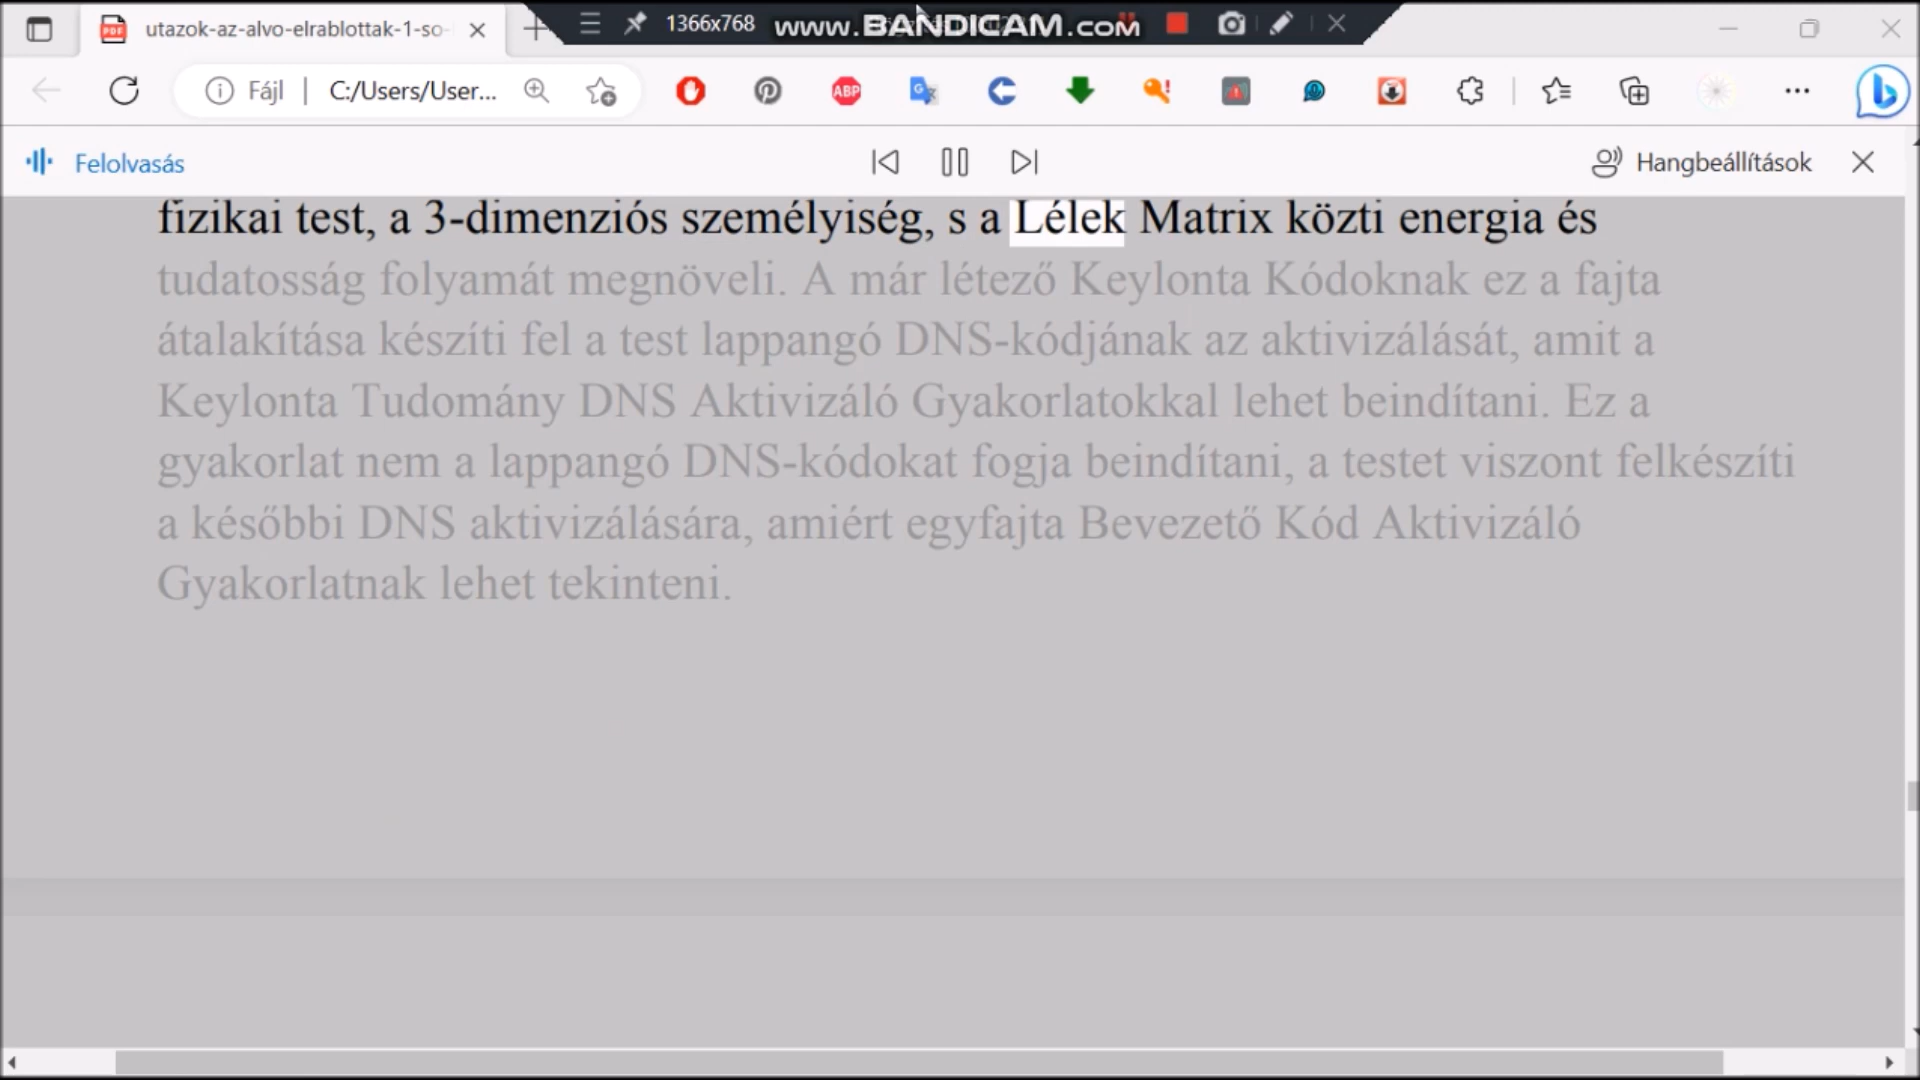 utazok-az-alvo-elrablottak-1-so-
1366x768
www.BANDICAM.com
Fájl
C:/Users/User...
ABP
Felolvasás
Hangbeállítások
fizikai test, a 3-dimenziós személyiség, s a Lélek Matrix közti energia és
tudatosság folyamát megnöveli. A már létező Keylonta Kódoknak ez a fajta
átalakítása készíti fel a test lappangó DNS-kódjának az aktivizálását, amit a
Keylonta Tudomány DNS Aktivizáló Gyakorlatokkal lehet beindítani. Ez a
gyakorlat nem a lappangó DNS-kódokat fogja beindítani, a testet viszont felkészíti
a későbbi DNS aktivizálására, amiért egyfajta Bevezető Kód Aktivizáló
Gyakorlatnak lehet tekinteni.